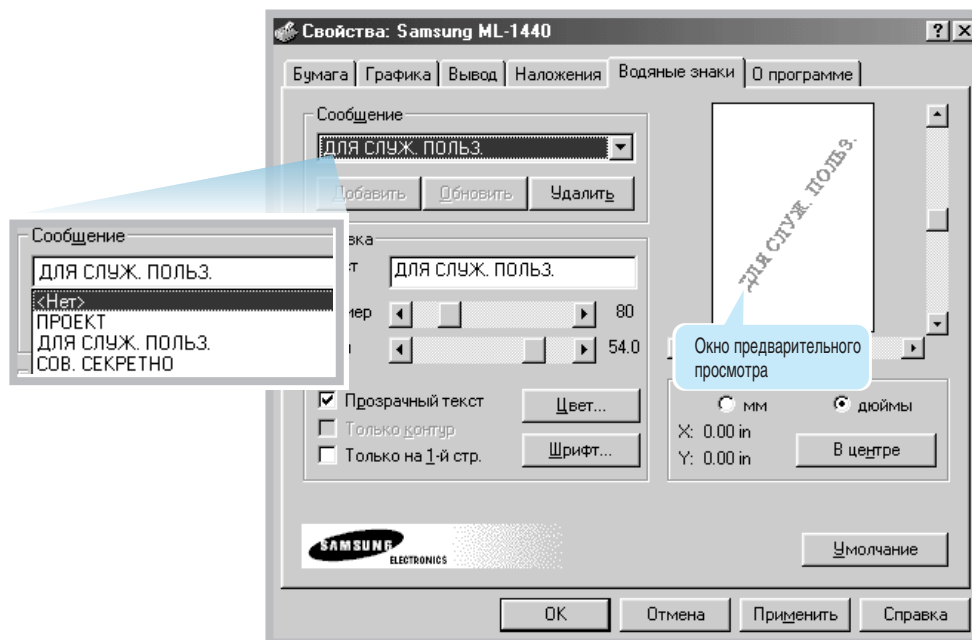 Свойства: Samsung ML-1440
Бумага Графика Вывод Наложения Водяные знаки О программе
Сообщение
ДЛЯ СЛУЖ. ПОЛЬЗ.
Добавить Обновить Удалить
ДЛЯ СЛУЖ. ПОЛЬЗ.
80
54.0
Прозрачный текст
Только контур
Только на 1-й стр.
Цвет...
Шрифт...
Сообщение
ДЛЯ СЛУЖ. ПОЛЬЗ.
<Нет>
ПРОЕКТ
ДЛЯ СЛУЖ. ПОЛЬЗ.
СОВ. СЕКРЕТНО
ДЛЯ СЛУЖ. ПОЛЬЗ.
Окно предварительного
просмотра
мм дюймы
X: 0.00 in
Y: 0.00 in
В центре
SAMSUNG
ELECTRONICS
Умолчание
OK Отмена Применить Справка